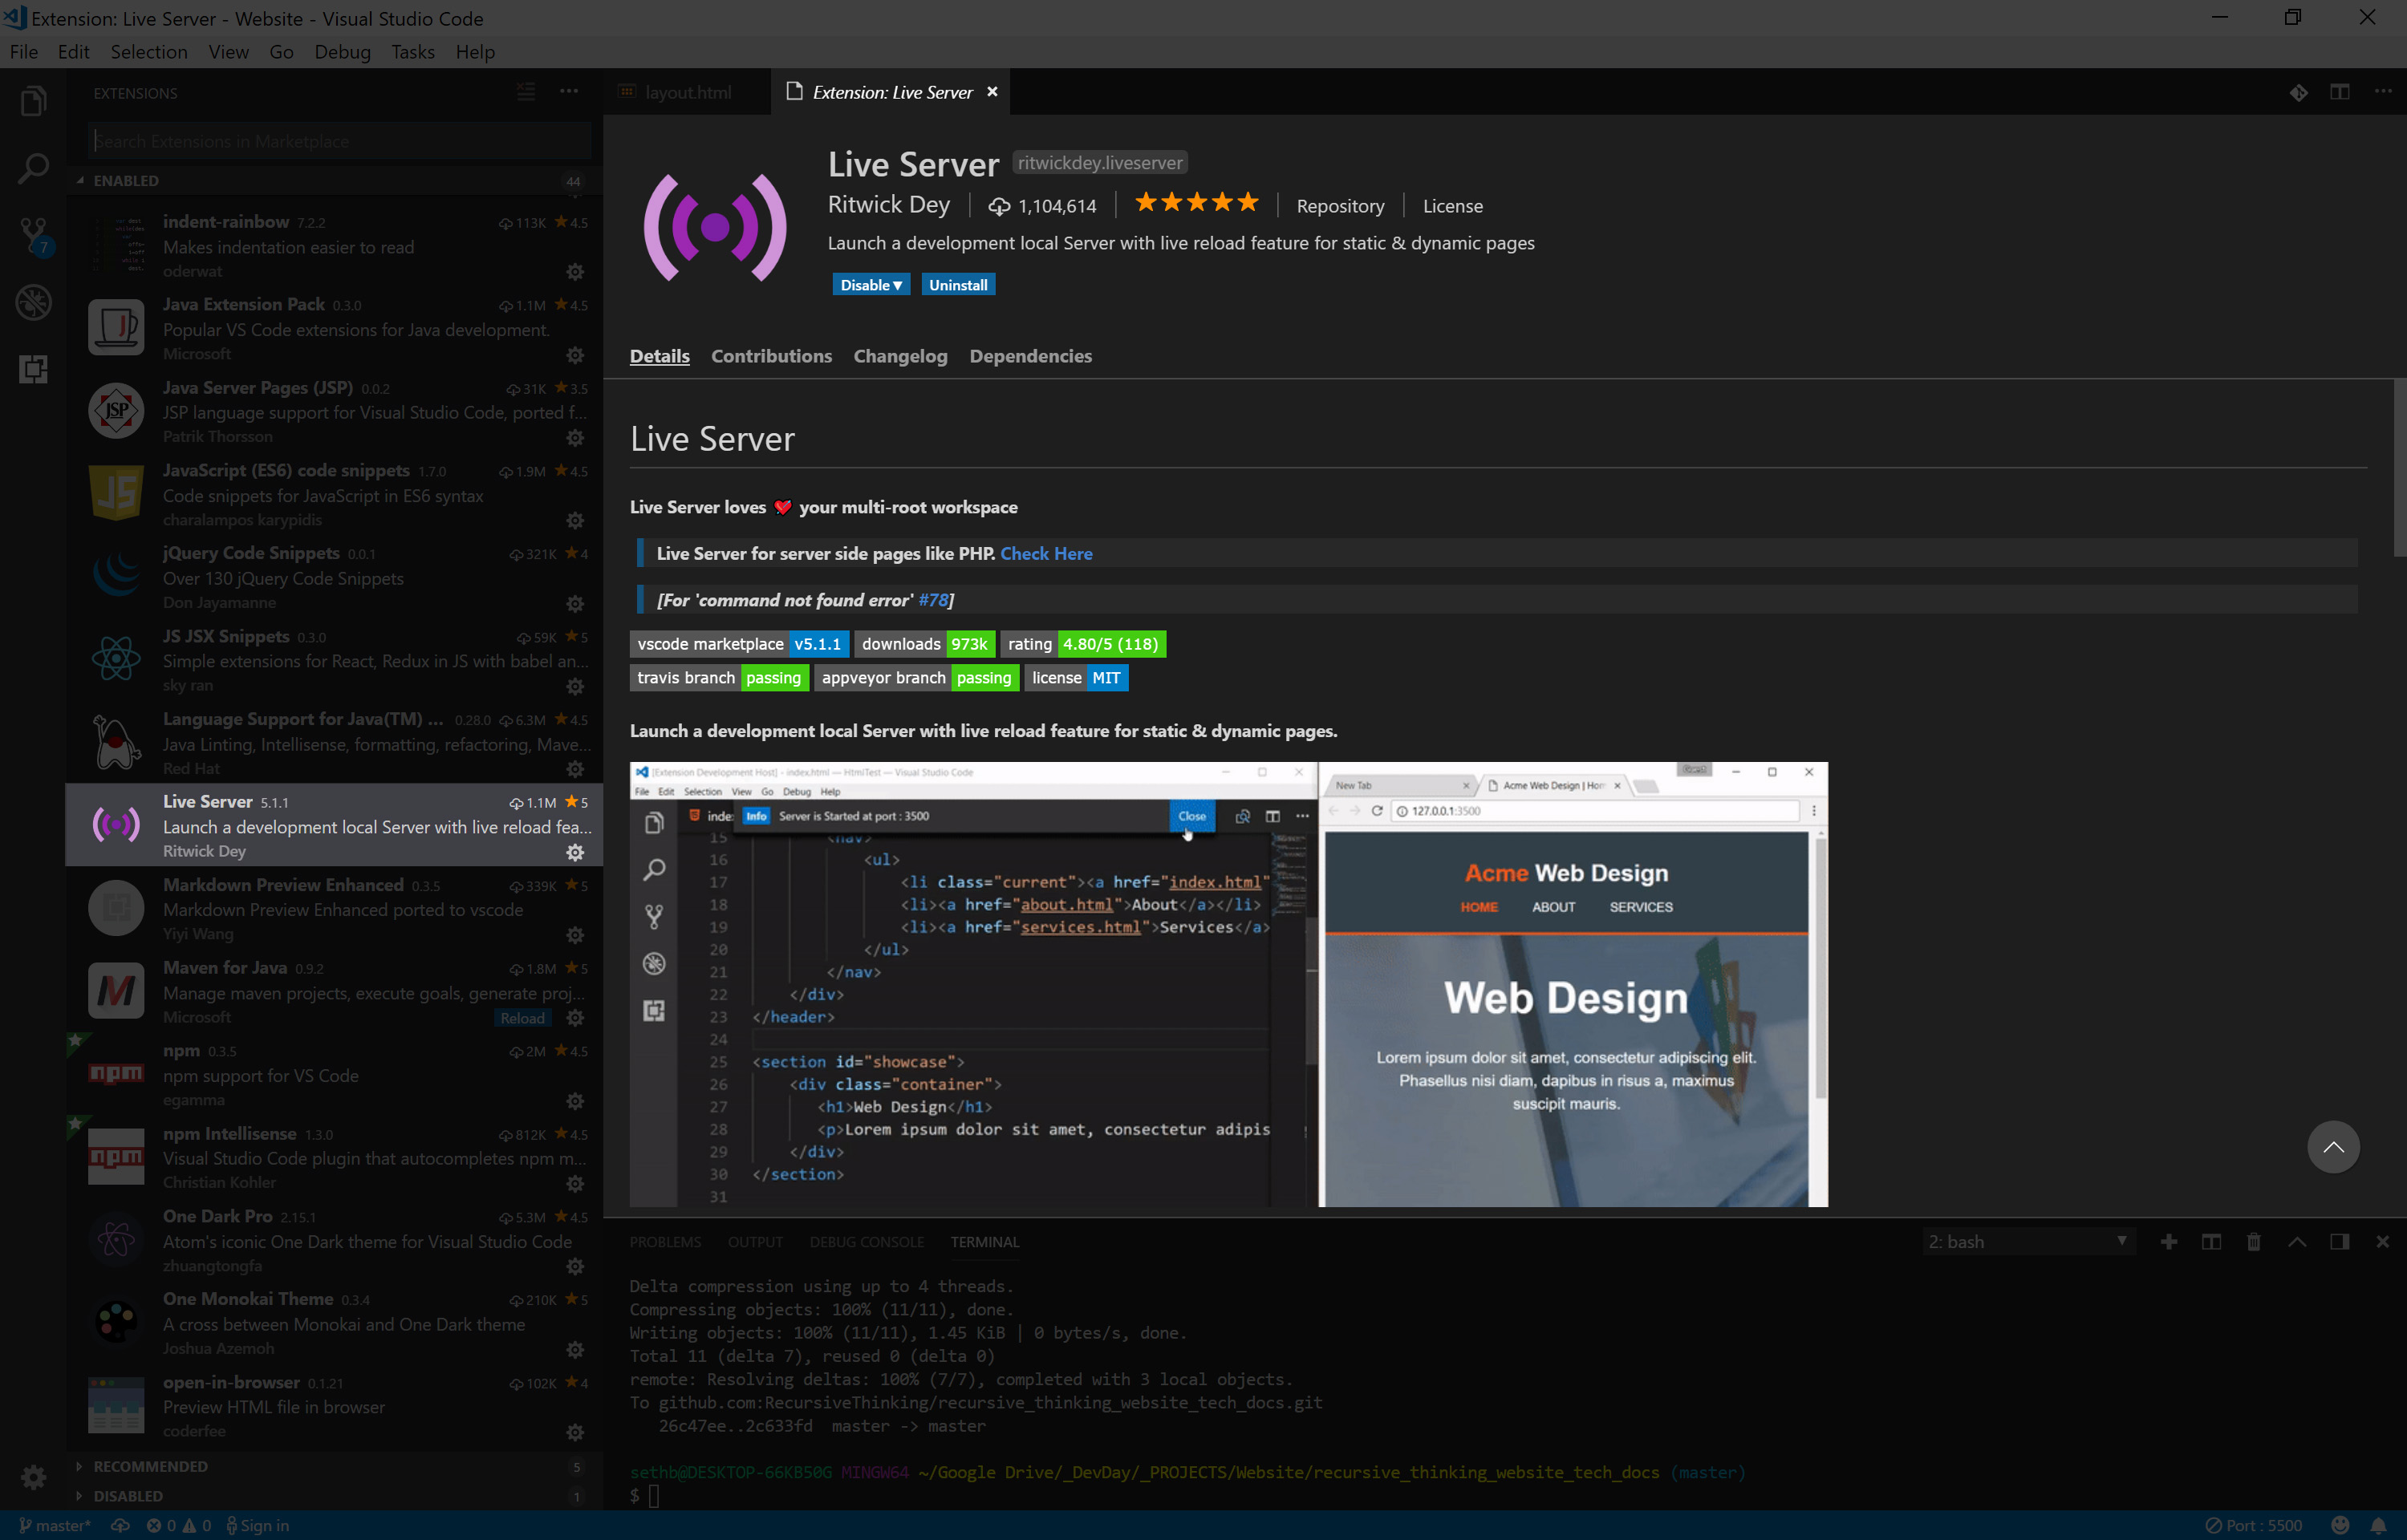 Extension: Live Server - Website - Visual Studio Code
File Edit Selection View Go Debug Tasks Help
EXTENSIONS
Search Extensions in Marketplace
ENABLED 44
indent-rainbow 7.2.2 113K 4.5
Makes indentation easier to read
oderwat
Java Extension Pack 0.3.0 1.1M 4.5
Popular VS Code extensions for Java development.
Microsoft
Java Server Pages (JSP) 0.0.2 31K 3.5
JSP language support for Visual Studio Code, ported f...
Patrik Thorsson
JavaScript (ES6) code snippets 1.7.0 1.9M 4.5
Code snippets for JavaScript in ES6 syntax
charalampos karypidis
jQuery Code Snippets 0.0.1 321K 4
Over 130 jQuery Code Snippets
Don Jayamanne
JS JSX Snippets 0.3.0 59K 5
Simple extensions for React, Redux in JS with babel an...
sky ran
Language Support for Java(TM) ... 0.28.0 6.3M 4.5
Java Linting, Intellisense, formatting, refactoring, Mave...
Red Hat
Live Server 5.1.1 1.1M 5
Launch a development local Server with live reload fea...
Ritwick Dey
Markdown Preview Enhanced 0.3.5 339K 5
Markdown Preview Enhanced ported to vscode
Yiyi Wang
Maven for Java 0.9.2 1.8M 5
Manage maven projects, execute goals, generate proj...
Microsoft Reload
npm 0.3.5 2M 4.5
npm support for VS Code
egamma
npm Intellisense 1.3.0 812K 4.5
Visual Studio Code plugin that autocompletes npm m...
Christian Kohler
One Dark Pro 2.15.1 5.3M 4.5
Atom's iconic One Dark theme for Visual Studio Code
zhuangtongfa
One Monokai Theme 0.3.4 210K 5
A cross between Monokai and One Dark theme
Joshua Azemoh
open-in-browser 0.1.21 102K 4
Preview HTML file in browser
coderfee
RECOMMENDED 5
DISABLED 1
7
J
JSP
JS
M
npm
npm
layout.html Extension: Live Server
Live Server ritwickdey.liveserver
Ritwick Dey 1,104,614 Repository License
Launch a development local Server with live reload feature for static & dynamic pages
Disable▼ Uninstall
Details Contributions Changelog Dependencies
Live Server
Live Server loves 💘 your multi-root workspace
Live Server for server side pages like PHP. Check Here
[For 'command not found error' #78]
vscode marketplace v5.1.1 downloads 973k rating 4.80/5 (118)
travis branch passing appveyor branch passing license MIT
Launch a development local Server with live reload feature for static & dynamic pages.
[Extension Development Host] - index.html — HtmlTest — Visual Studio Code
File Edit Selection View Go Debug Help
index Info Server is Started at port : 3500 Close
15 <nav>
16 <ul>
17 <li class="current"><a href="index.html"
18 <li><a href="about.html">About</a></li>
19 <li><a href="services.html">Services</a>
20 </ul>
21 </nav>
22 </div>
23 </header>
24
25 <section id="showcase">
26 <div class="container">
27 <h1>Web Design</h1>
28 <p>Lorem ipsum dolor sit amet, consectetur adipis
29 </div>
30 </section>
31
New Tab Acme Web Design | Hom Guest
127.0.0.1:3500
Acme Web Design
HOME ABOUT SERVICES
Web Design
Lorem ipsum dolor sit amet, consectetur adipiscing elit.
Phasellus nisi diam, dapibus in risus a, maximus
suscipit mauris.
PROBLEMS OUTPUT DEBUG CONSOLE TERMINAL 2: bash
Delta compression using up to 4 threads.
Compressing objects: 100% (11/11), done.
Writing objects: 100% (11/11), 1.45 KiB | 0 bytes/s, done.
Total 11 (delta 7), reused 0 (delta 0)
remote: Resolving deltas: 100% (7/7), completed with 3 local objects.
To github.com:RecursiveThinking/recursive_thinking_website_tech_docs.git
26c47ee..2c633fd master -> master
sethb@DESKTOP-66KB50G MINGW64 ~/Google Drive/_DevDay/_PROJECTS/Website/recursive_thinking_website_tech_docs (master)
$
master* 0 0 Sign in Port : 5500